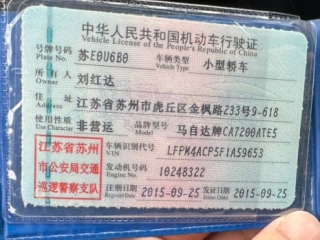 中华人民共和国机动车行驶证
Vehicle License of the People's Republic of China
号牌号码 苏E0U6B0 车辆类型 小型轿车
Plate No. Vehicle Type
所有人 刘红达
Owner
住址 江苏省苏州市虎丘区金枫路233号9-618
Address
使用性质 非营运 品牌型号 马自达牌CA7200ATE5
Use Character Model
江苏省苏州 车辆识别代号 LFPM4ACP5F1A59653
VIN
市公安局交通 发动机号码 10248322
Engine No.
巡逻警察支队 注册日期 2015-09-25 发证日期 2015-09-25
Register Date Issue Date